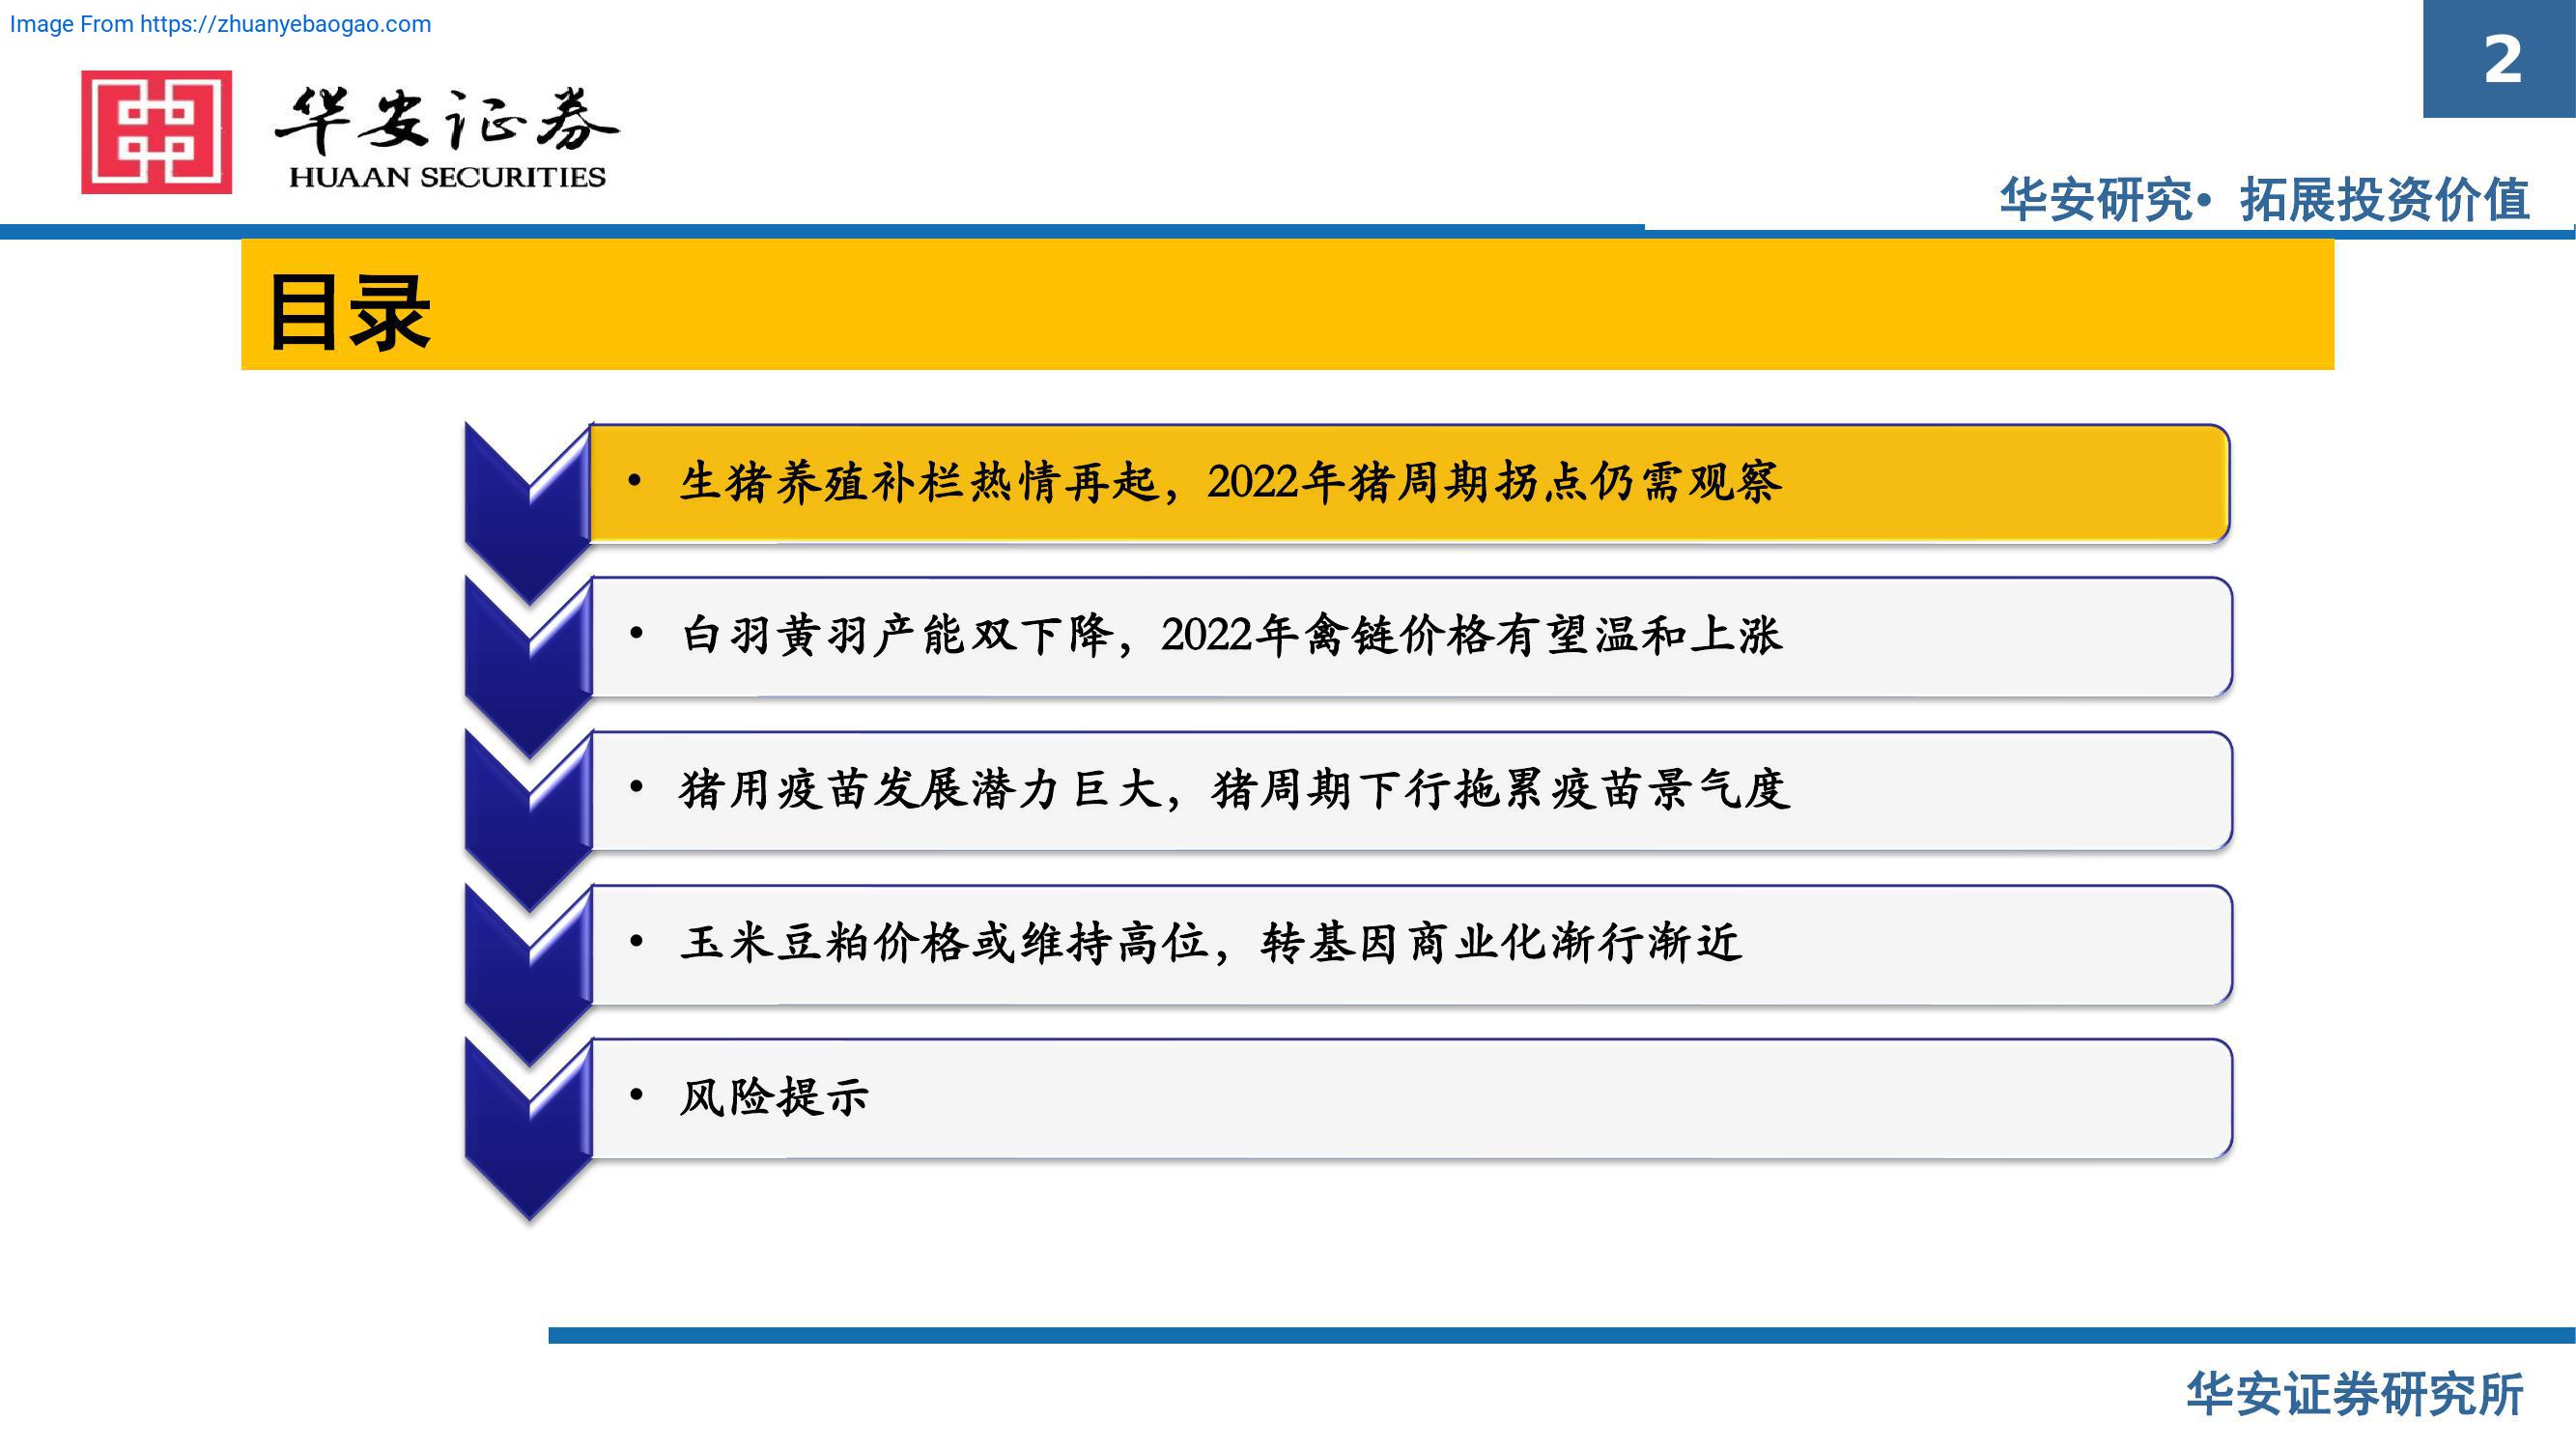 Image From https://zhuanyebaogao.com
2
华安证券
HUAAN SECURITIES
华安研究• 拓展投资价值
目录
• 生猪养殖补栏热情再起，2022年猪周期拐点仍需观察
• 白羽黄羽产能双下降，2022年禽链价格有望温和上涨
• 猪用疫苗发展潜力巨大，猪周期下行拖累疫苗景气度
• 玉米豆粕价格或维持高位，转基因商业化渐行渐近
• 风险提示
华安证券研究所